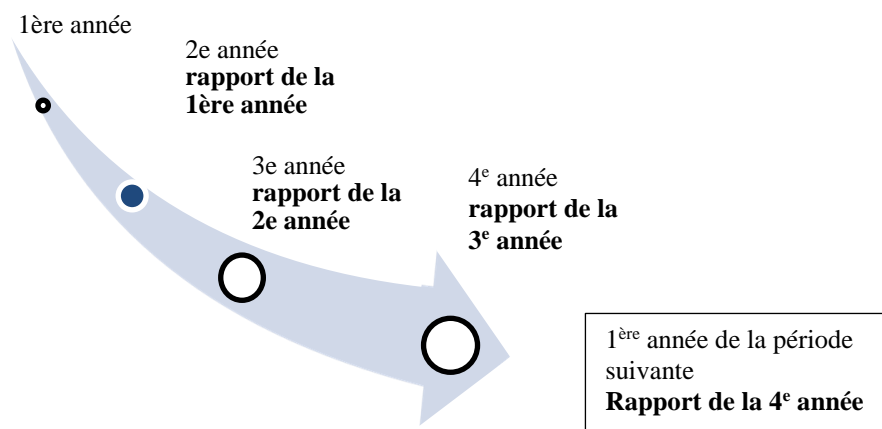 1ère année
2e année
rapport de la
1ère année
3e année
rapport de la
2e année
4e année
rapport de la
3e année
1ère année de la période
suivante
Rapport de la 4e année